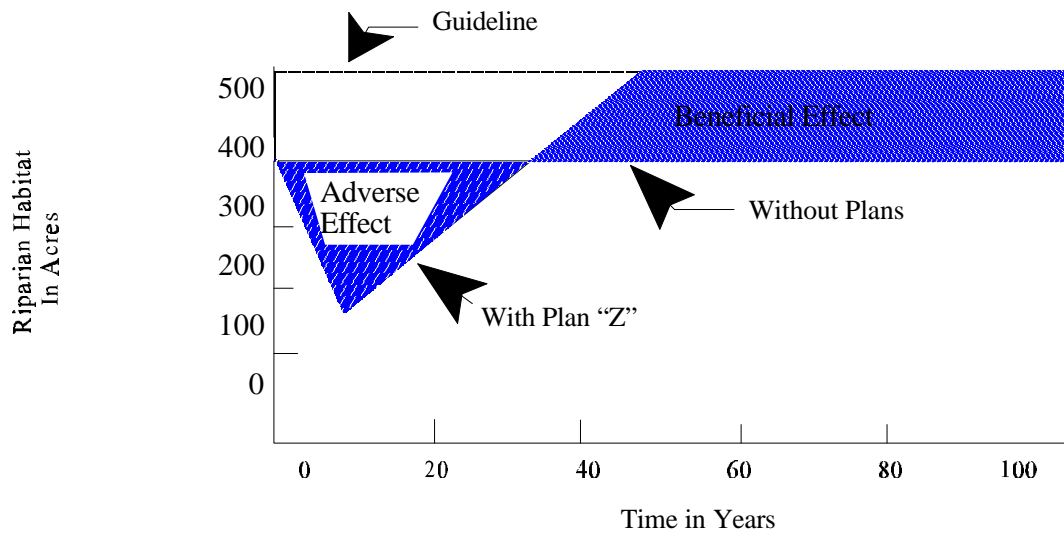 Guideline
500
400
300
200
100
0
Riparian Habitat
In Acres
Beneficial Effect
Adverse
Effect
Without Plans
With Plan “Z”
0 20 40 60 80 100
Time in Years